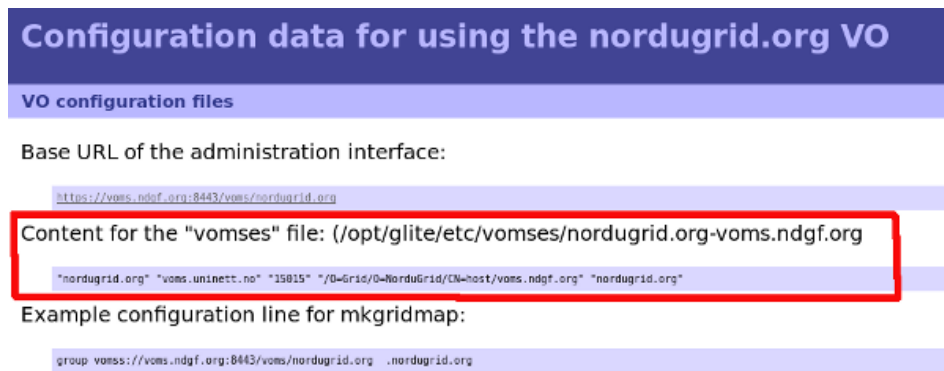 Configuration data for using the nordugrid.org VO
VO configuration files
Base URL of the administration interface:
https://voms.ndgf.org:8443/voms/nordugrid.org
Content for the "vomses" file: (/opt/glite/etc/vomses/nordugrid.org-voms.ndgf.org
"nordugrid.org" "voms.uninett.no" "15015" "/O=Grid/O=NorduGrid/CN=host/voms.ndgf.org" "nordugrid.org"
Example configuration line for mkgridmap:
group vomss://voms.ndgf.org:8443/voms/nordugrid.org .nordugrid.org